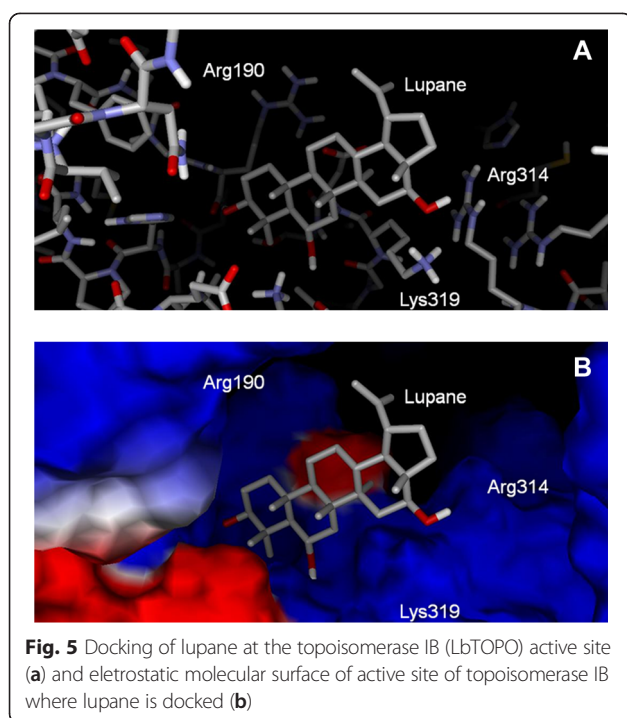 A
Arg190
Lupane
Arg314
Lys319
B
Arg190
Lupane
Arg314
Lys319
Fig. 5 Docking of lupane at the topoisomerase IB (LbTOPO) active site
(a) and eletrostatic molecular surface of active site of topoisomerase IB
where lupane is docked (b)